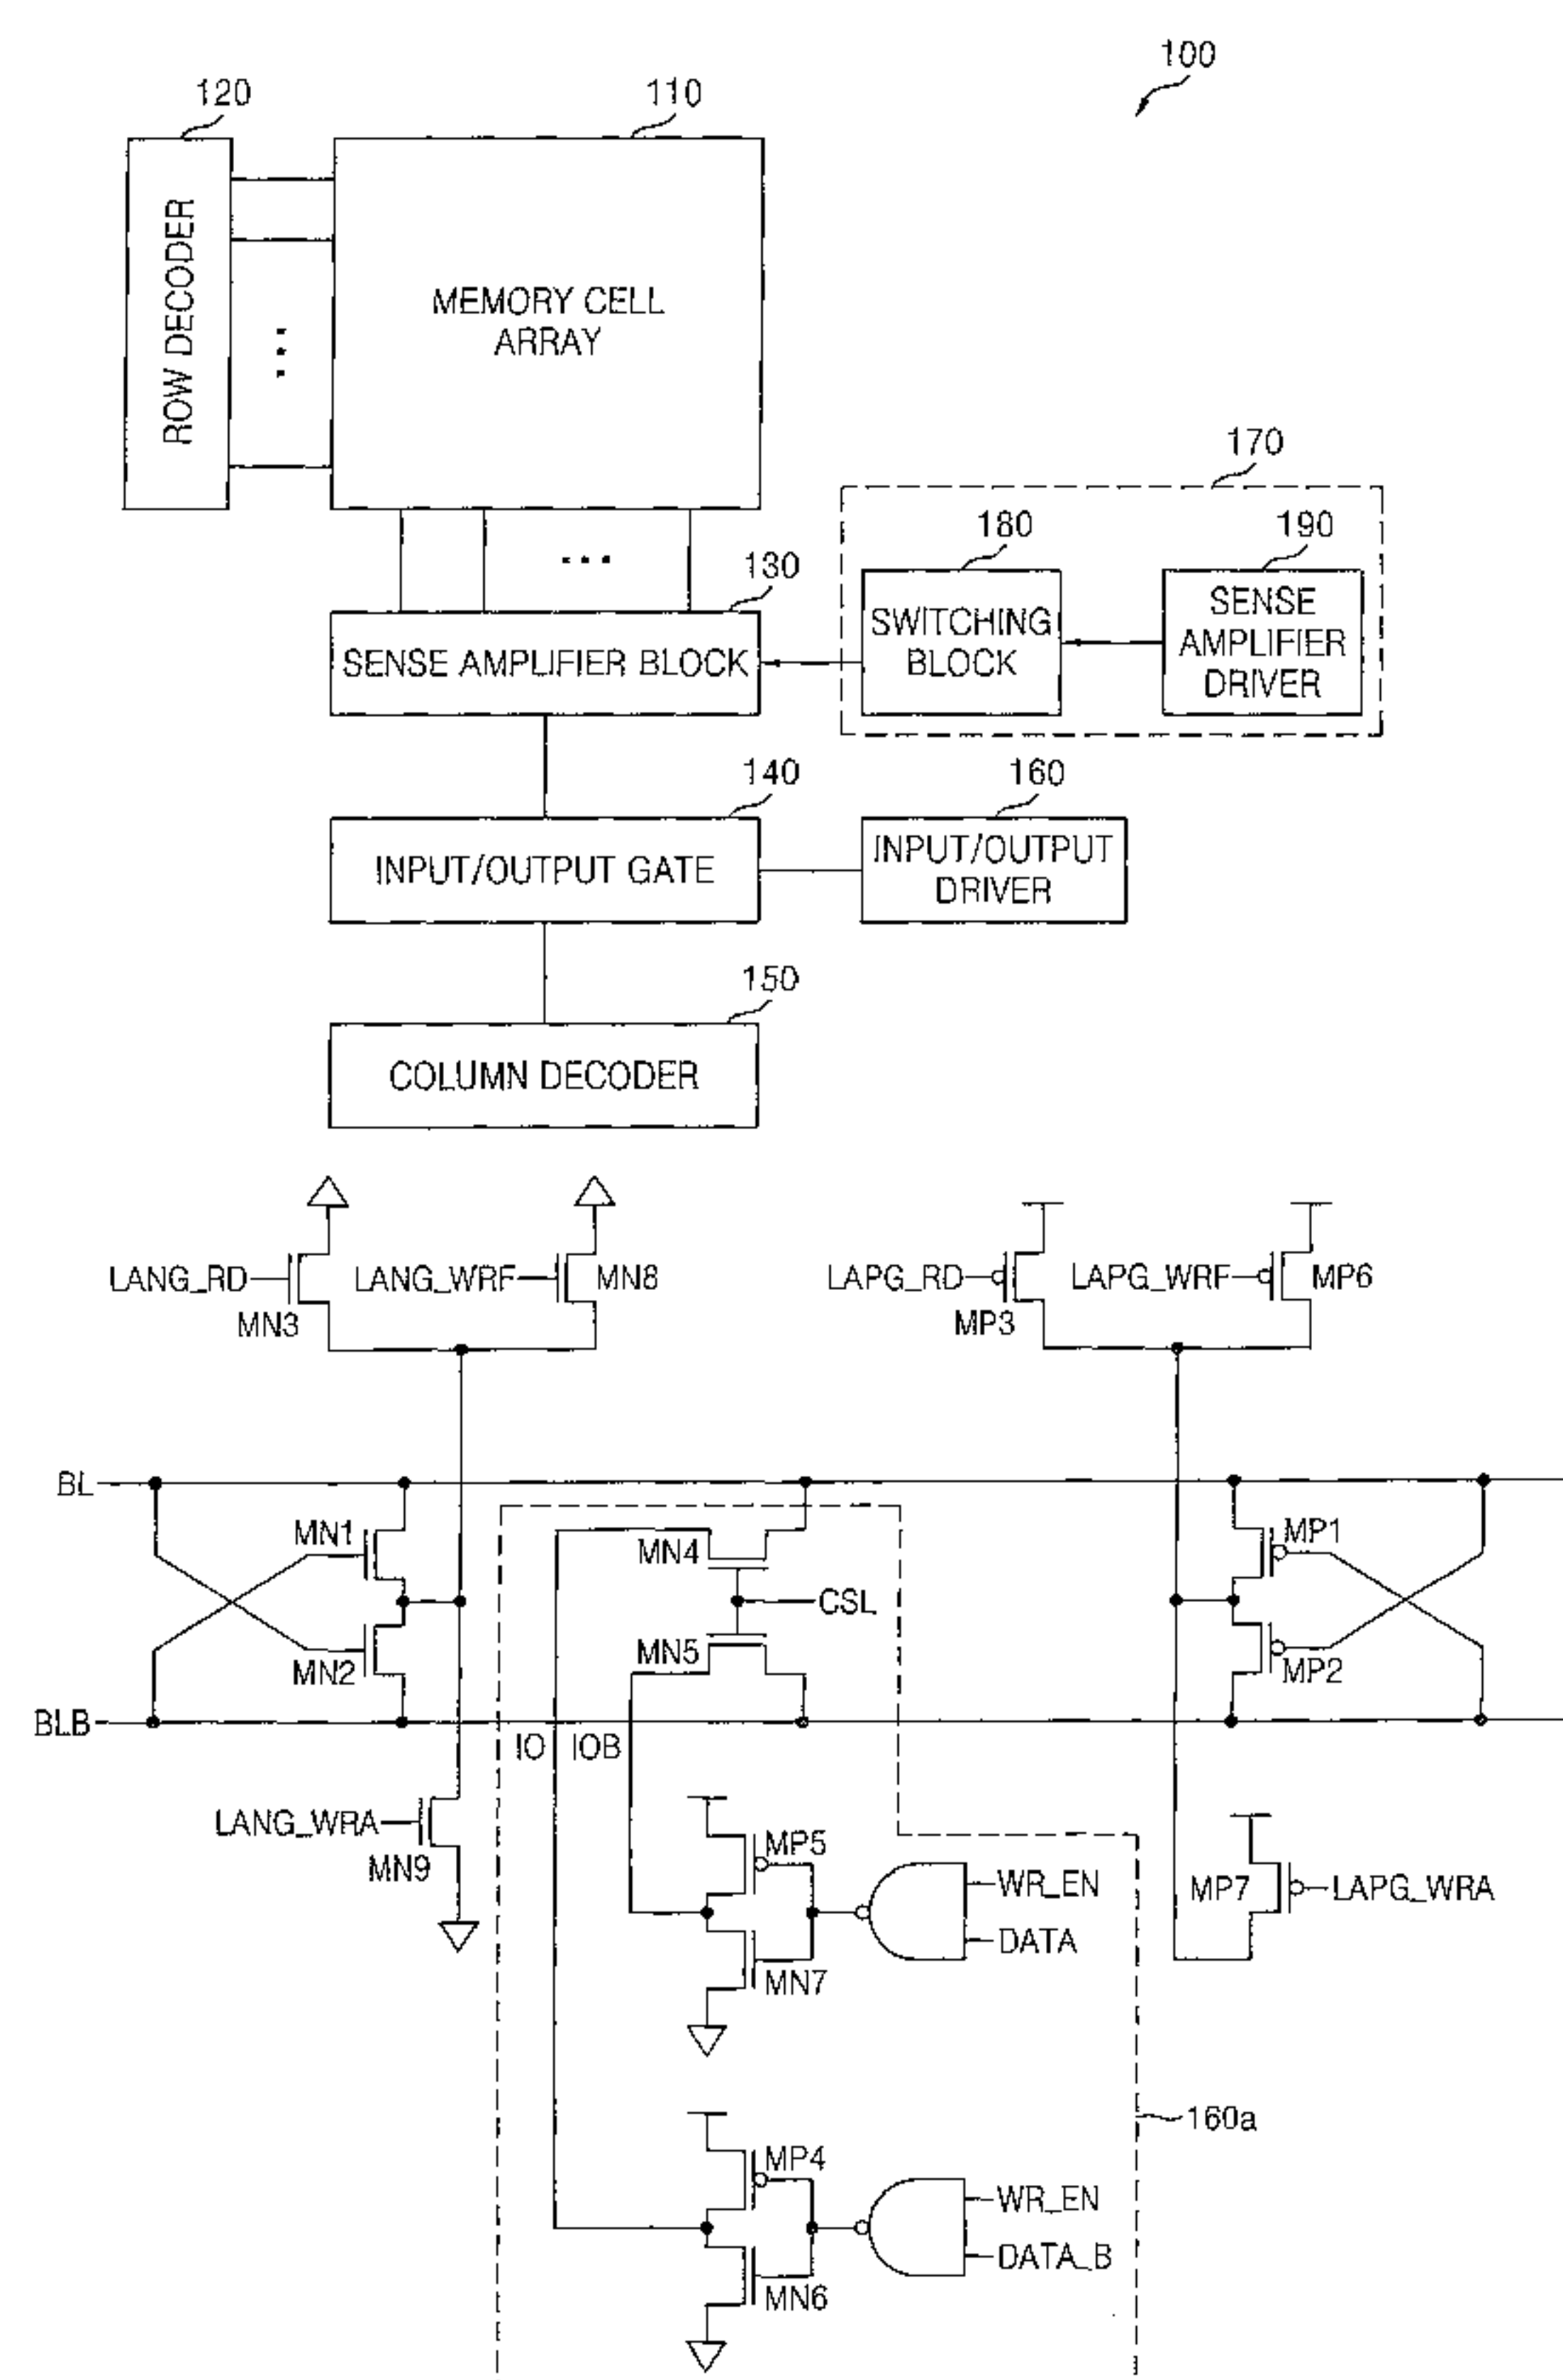 100
120
110
ROW DECODER
MEMORY CELL
ARRAY
170
180
190
130
SWITCHING
BLOCK
SENSE
AMPLIFIER
DRIVER
SENSE AMPLIFIER BLOCK
140
160
INPUT/OUTPUT GATE
INPUT/OUTPUT
DRIVER
150
COLUMN DECODER
LANG_RD
MN3
LANG_WRF
MN8
LAPG_RD
MP3
LAPG_WRF
MP6
BL
MN1
MN4
MP1
CSL
MN2
MN5
MP2
BLB
IO
IOB
LANG_WRA
MN9
MP5
WR_EN
DATA
MN7
MP7
LAPG_WRA
160a
MP4
WR_EN
DATA_B
MN6